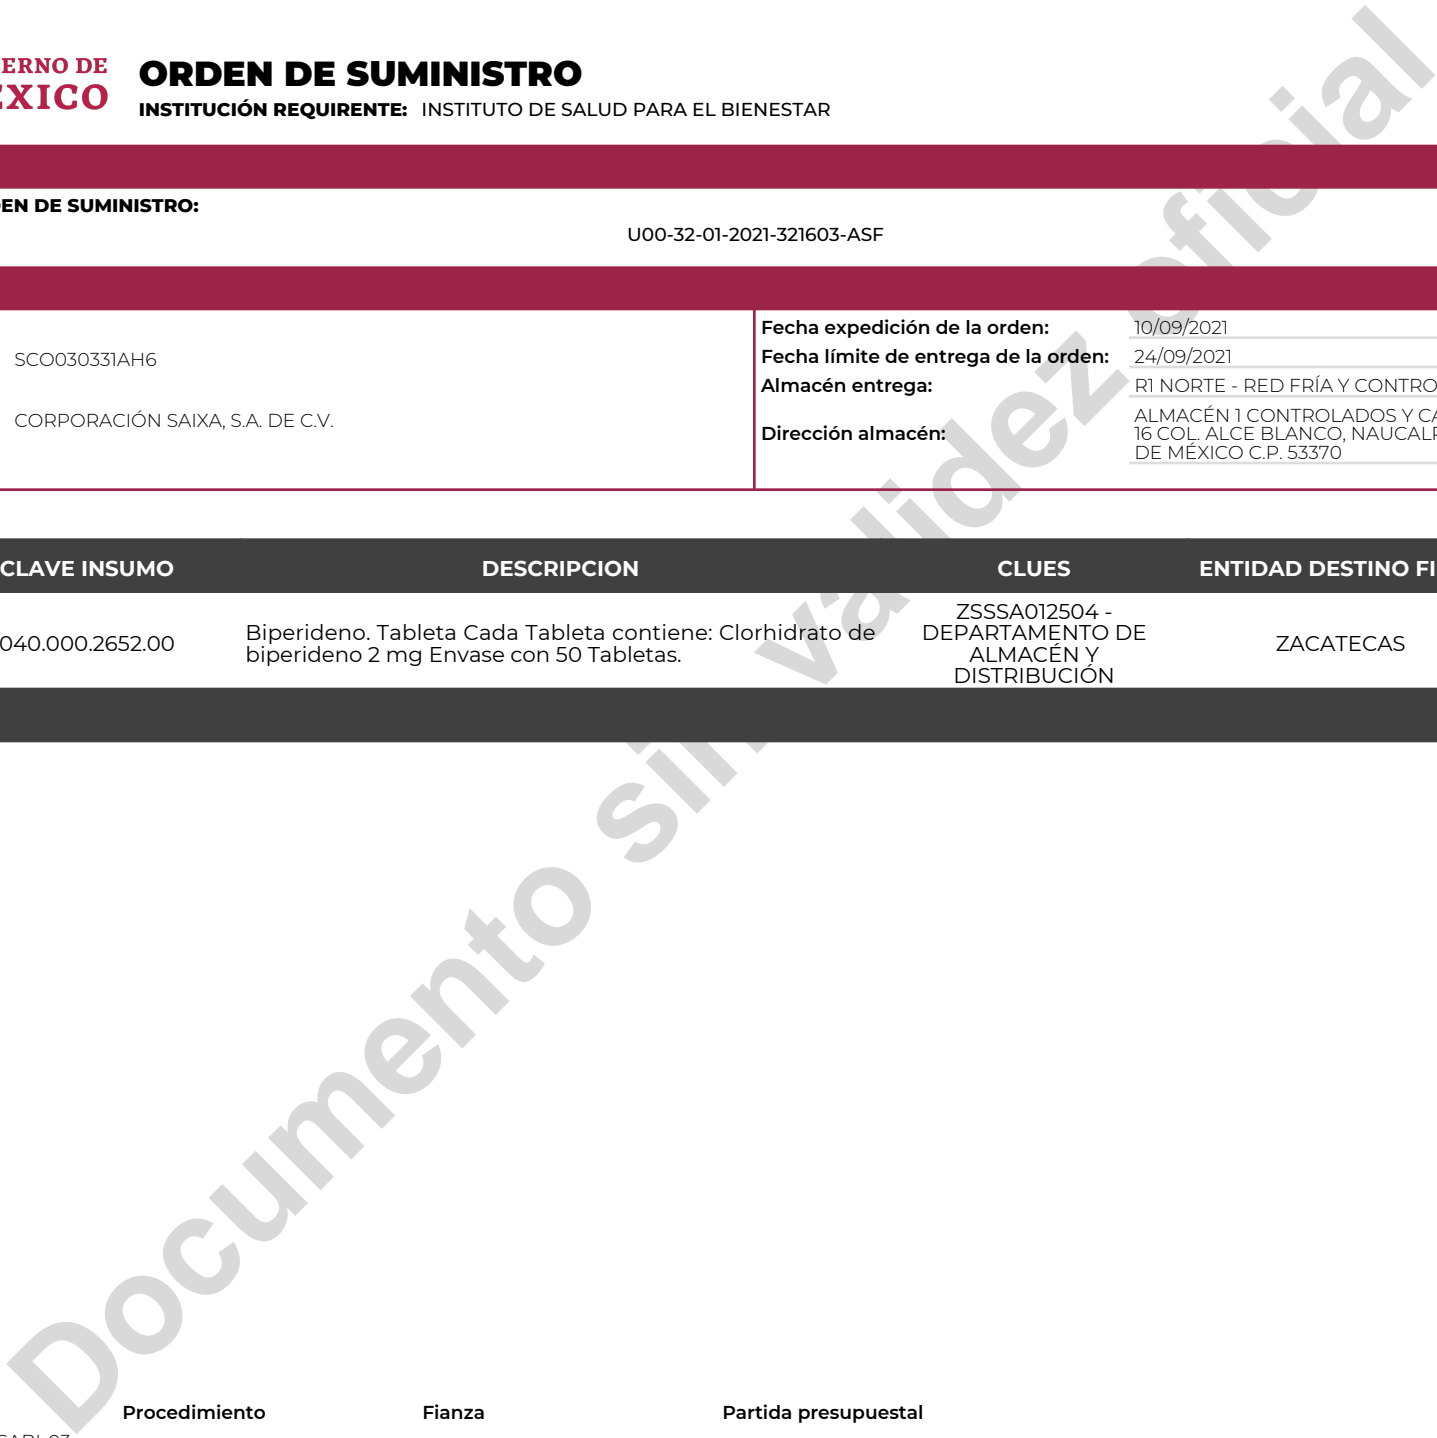 ERNO DE
ÉXICO
ORDEN DE SUMINISTRO
INSTITUCIÓN REQUIRENTE: INSTITUTO DE SALUD PARA EL BIENESTAR
EN DE SUMINISTRO:
U00-32-01-2021-321603-ASF
SCO030331AH6
CORPORACIÓN SAIXA, S.A. DE C.V.
Fecha expedición de la orden: 10/09/2021
Fecha límite de entrega de la orden: 24/09/2021
Almacén entrega: R1 NORTE - RED FRÍA Y CONTRO
Dirección almacén: ALMACÉN 1 CONTROLADOS Y CA
16 COL. ALCE BLANCO, NAUCALP
DE MÉXICO C.P. 53370
CLAVE INSUMO DESCRIPCION CLUES ENTIDAD DESTINO FI
040.000.2652.00
Biperideno. Tableta Cada Tableta contiene: Clorhidrato de
biperideno 2 mg Envase con 50 Tabletas.
ZSSSA012504 -
DEPARTAMENTO DE
ALMACÉN Y
DISTRIBUCIÓN
ZACATECAS
Documento sin validez oficial
Procedimiento Fianza Partida presupuestal